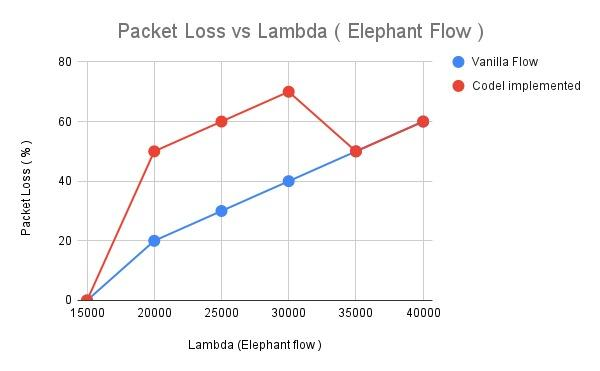 Packet Loss vs Lambda ( Elephant Flow )
Vanilla Flow
Codel implemented
Packet Loss ( % )
80
60
40
20
0
15000 20000 25000 30000 35000 40000
Lambda (Elephant flow )